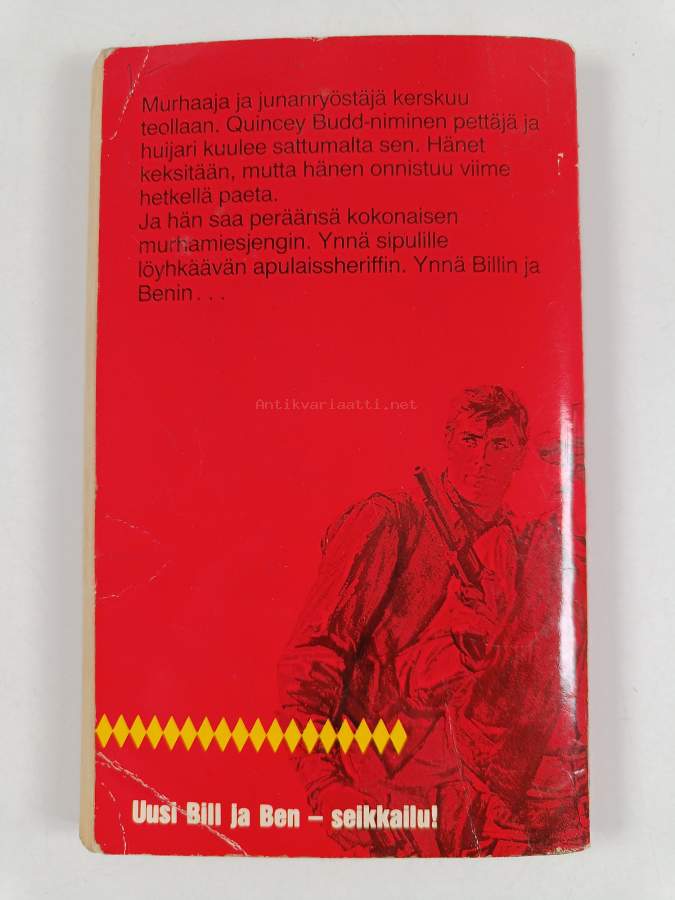 Murhaaja ja junanryöstäjä kerskuu
teollaan. Quincey Budd-niminen pettäjä ja
huijari kuulee sattumalta sen. Hänet
keksitään, mutta hänen onnistuu viime
hetkellä paeta.
Ja hän saa peräänsä kokonaisen
murhamiesjengin. Ynnä sipulille
löyhkäävän apulaissheriffin. Ynnä Billin ja
Benin...
Antikvariaatti.net
Uusi Bill ja Ben – seikkailu!